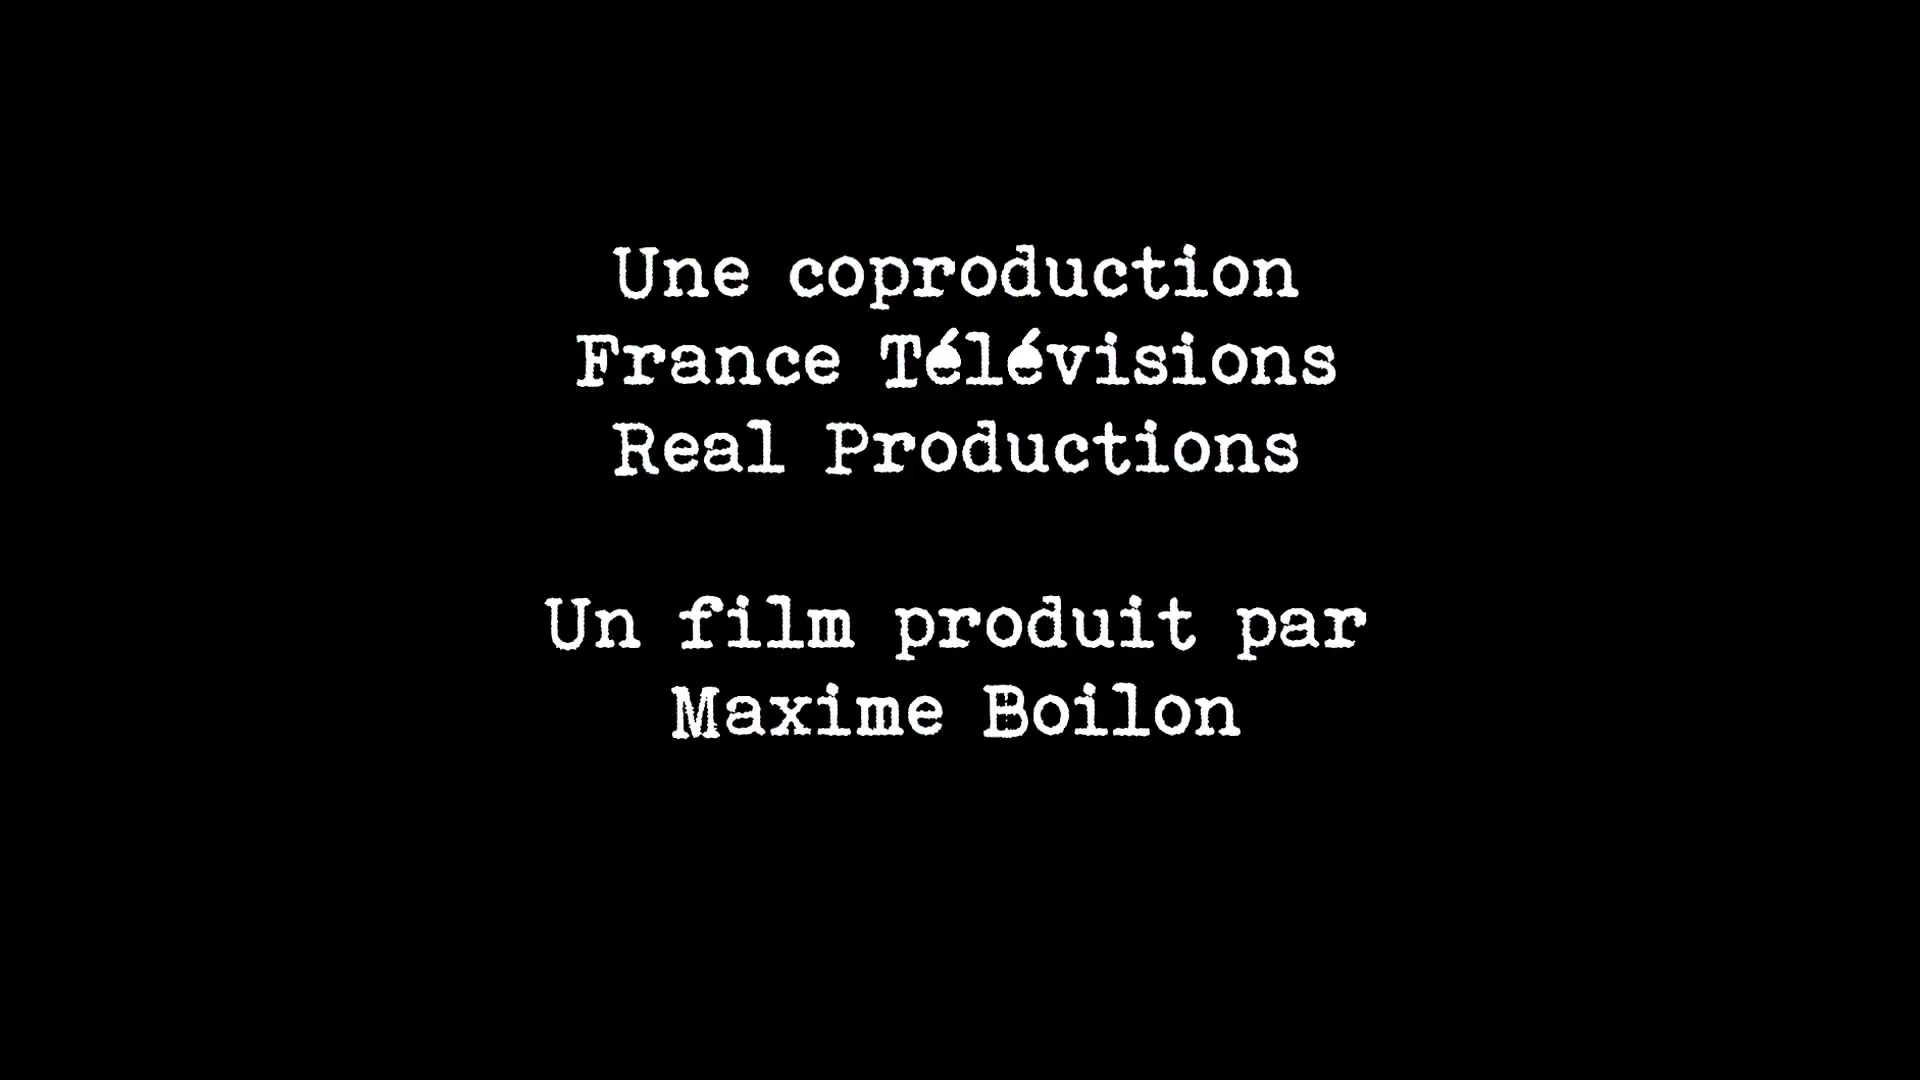 Une coproduction
France Télévisions
Real Productions
Un film produit par
Maxime Boilon